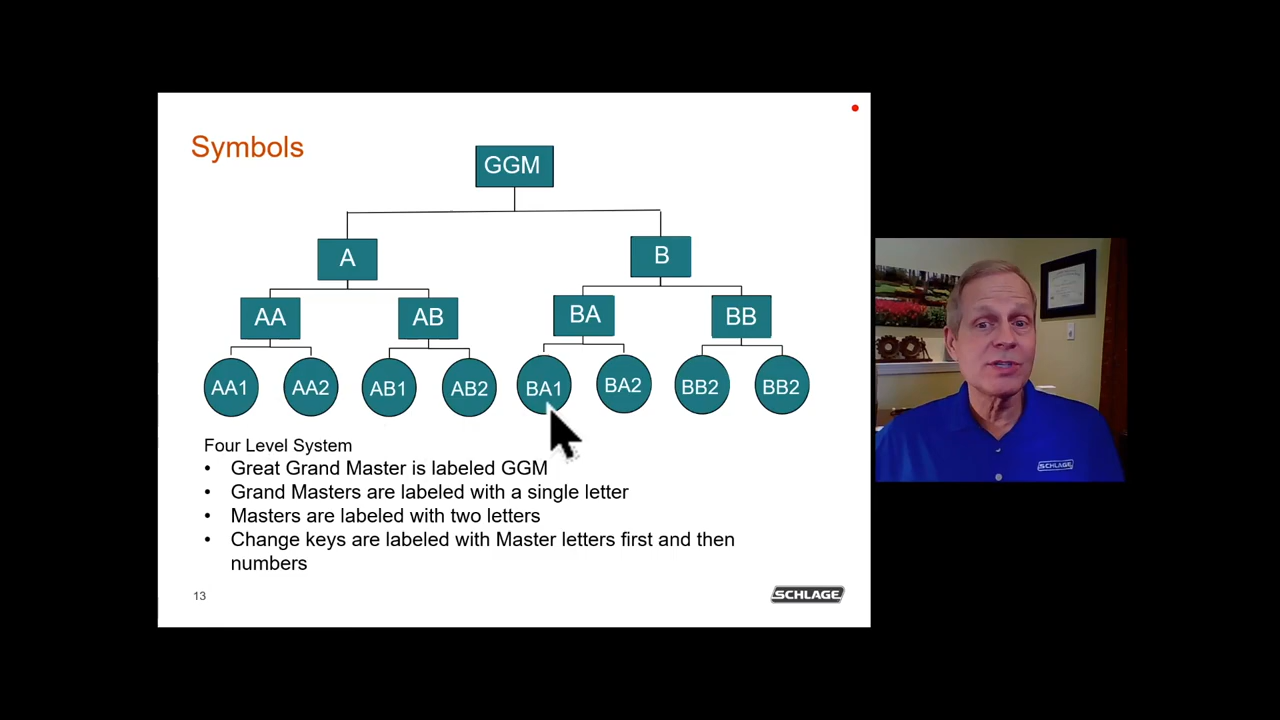 Symbols
GGM
A
B
AA
AB
BA
BB
AA1
AA2
AB1
AB2
BA1
BA2
BB2
BB2
Four Level System
• Great Grand Master is labeled GGM
• Grand Masters are labeled with a single letter
• Masters are labeled with two letters
• Change keys are labeled with Master letters first and then
numbers
13
SCHLAGE
SCHLAGE